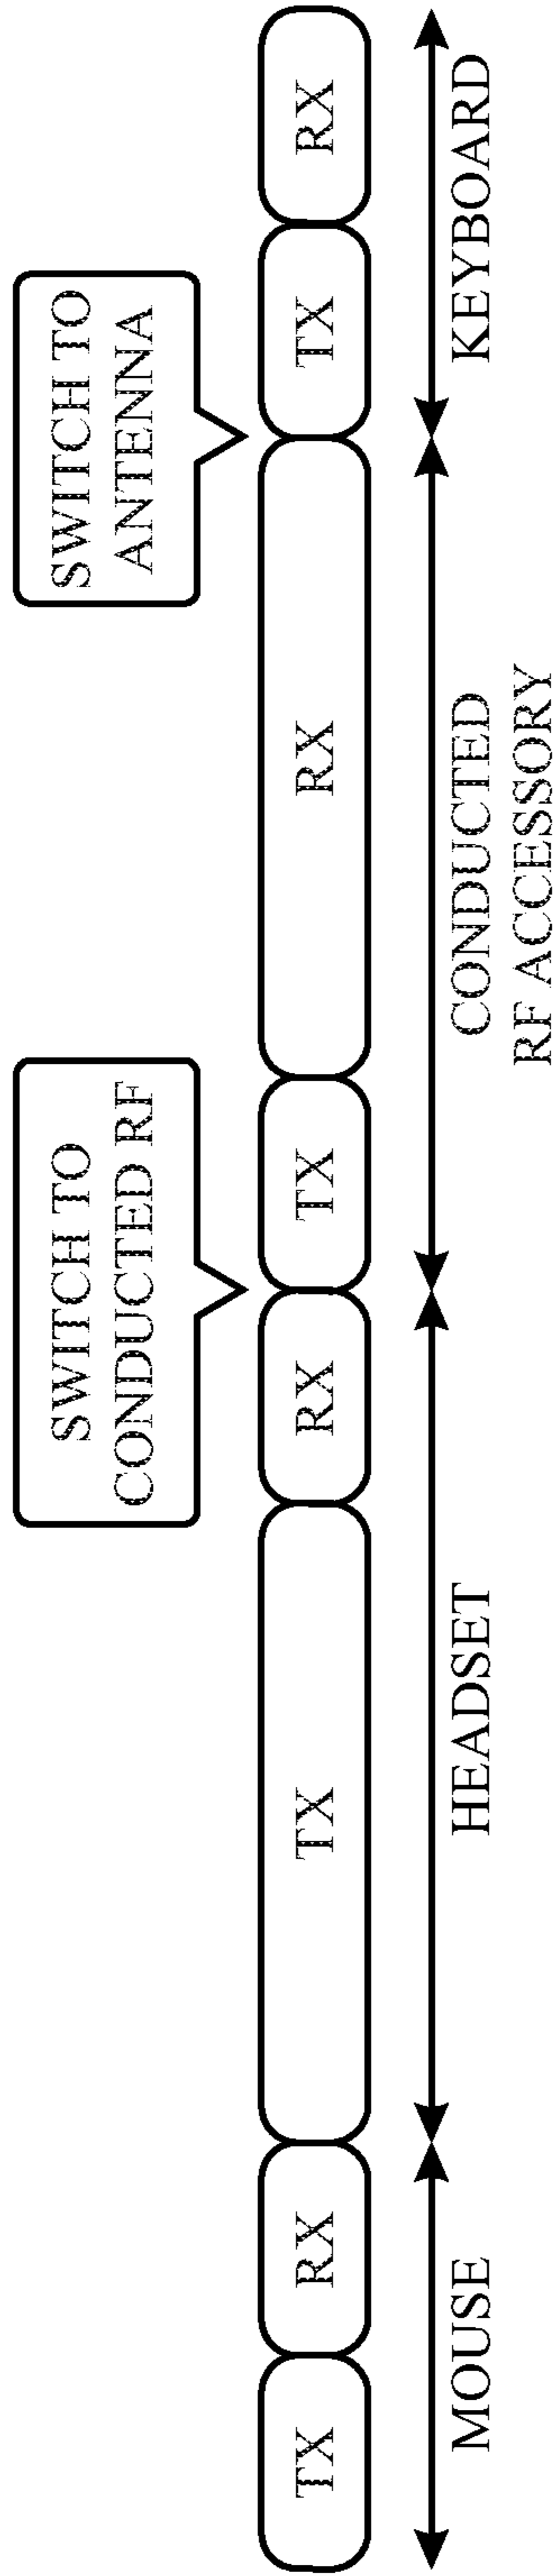 SWITCH TO
CONDUCTED RF
SWITCH TO
ANTENNA
TX
RX
TX
RX
TX
RX
TX
RX
MOUSE
HEADSET
CONDUCTED
RF ACCESSORY
KEYBOARD